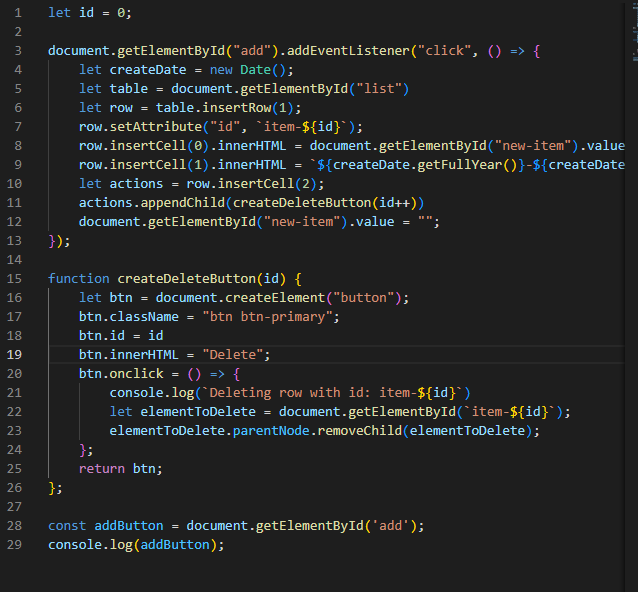 1 let id = 0;
2
3 document.getElementById("add").addEventListener("click", () => {
4     let createDate = new Date();
5     let table = document.getElementById("list")
6     let row = table.insertRow(1);
7     row.setAttribute("id", `item-${id}`);
8     row.insertCell(0).innerHTML = document.getElementById("new-item").value
9     row.insertCell(1).innerHTML = `${createDate.getFullYear()}-${createDate
10     let actions = row.insertCell(2);
11     actions.appendChild(createDeleteButton(id++))
12     document.getElementById("new-item").value = "";
13 });
14
15 function createDeleteButton(id) {
16     let btn = document.createElement("button");
17     btn.className = "btn btn-primary";
18     btn.id = id
19     btn.innerHTML = "Delete";
20     btn.onclick = () => {
21         console.log(`Deleting row with id: item-${id}`)
22         let elementToDelete = document.getElementById(`item-${id}`);
23         elementToDelete.parentNode.removeChild(elementToDelete);
24     };
25     return btn;
26 };
27
28 const addButton = document.getElementById('add');
29 console.log(addButton);